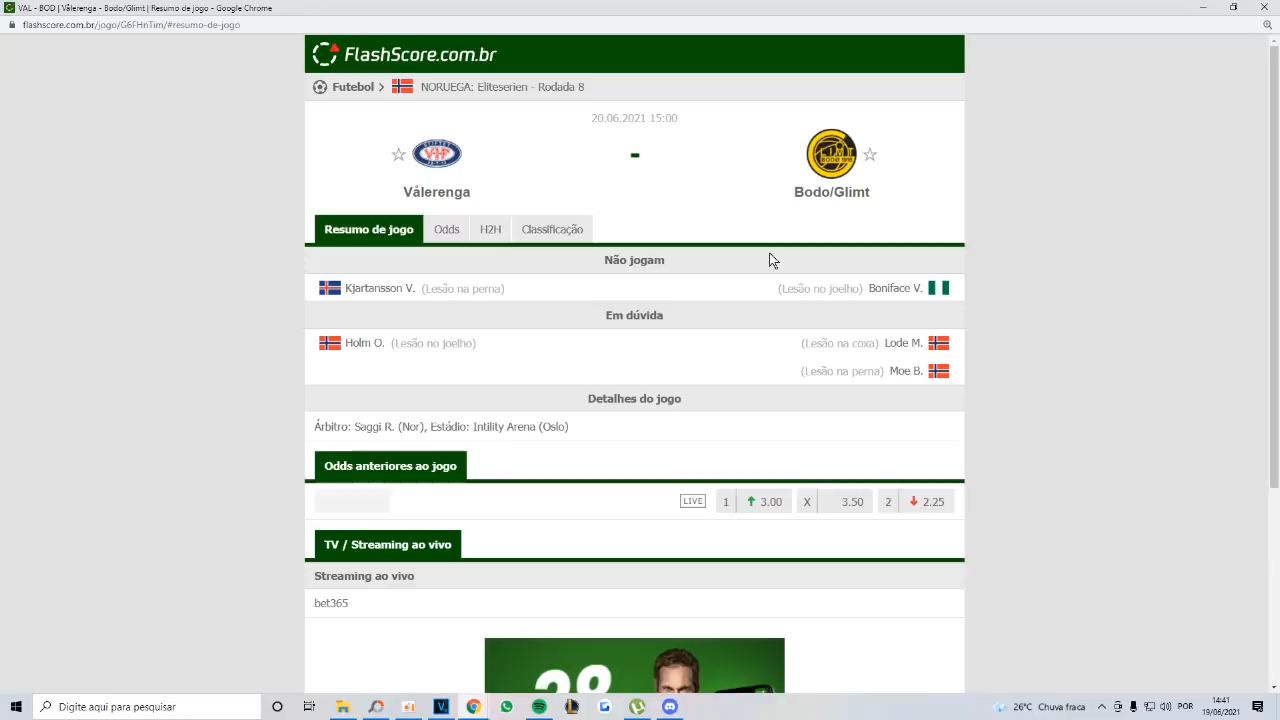 VAL - BOD | Vålerenga - Bodo/Glimt | Resumo de jogo - Google Chrome
flashscore.com.br/jogo/G6FHnTim/#resumo-de-jogo
FlashScore.com.br
Futebol > NORUEGA: Eliteserien - Rodada 8
20.06.2021 15:00
-
Vålerenga
Bodo/Glimt
Resumo de jogo Odds H2H Classificação
Não jogam
Kjartansson V. (Lesão na perna) (Lesão no joelho) Boniface V.
Em dúvida
Holm O. (Lesão no joelho) (Lesão na coxa) Lode M.
(Lesão na perna) Moe B.
Detalhes do jogo
Árbitro: Saggi R. (Nor), Estádio: Intility Arena (Oslo)
Odds anteriores ao jogo
LIVE 1 3.00 X 3.50 2 2.25
TV / Streaming ao vivo
Streaming ao vivo
bet365
Digite aqui para pesquisar
26°C Chuva fraca
POR
14:41
19/06/2021